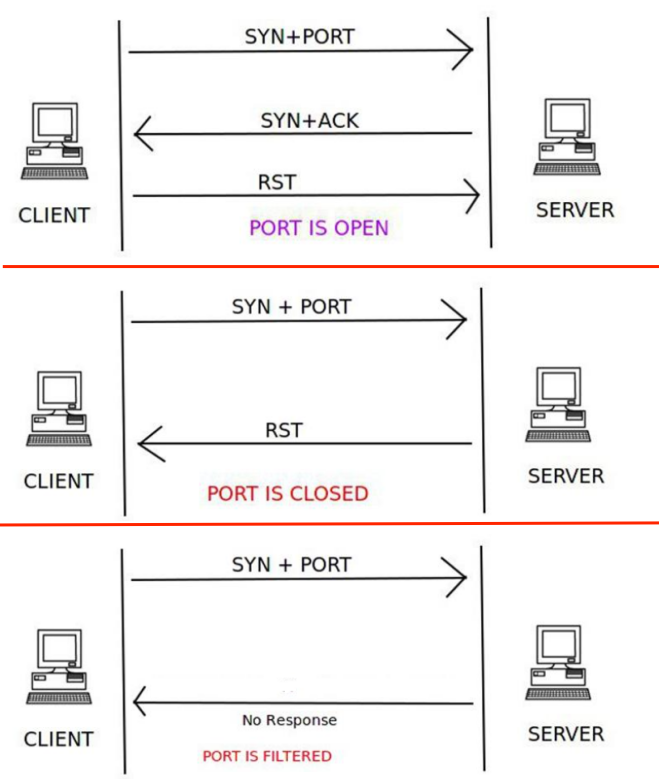 SYN+PORT
SYN+ACK
RST
CLIENT
SERVER
PORT IS OPEN
SYN + PORT
RST
CLIENT
SERVER
PORT IS CLOSED
SYN + PORT
No Response
CLIENT
SERVER
PORT IS FILTERED